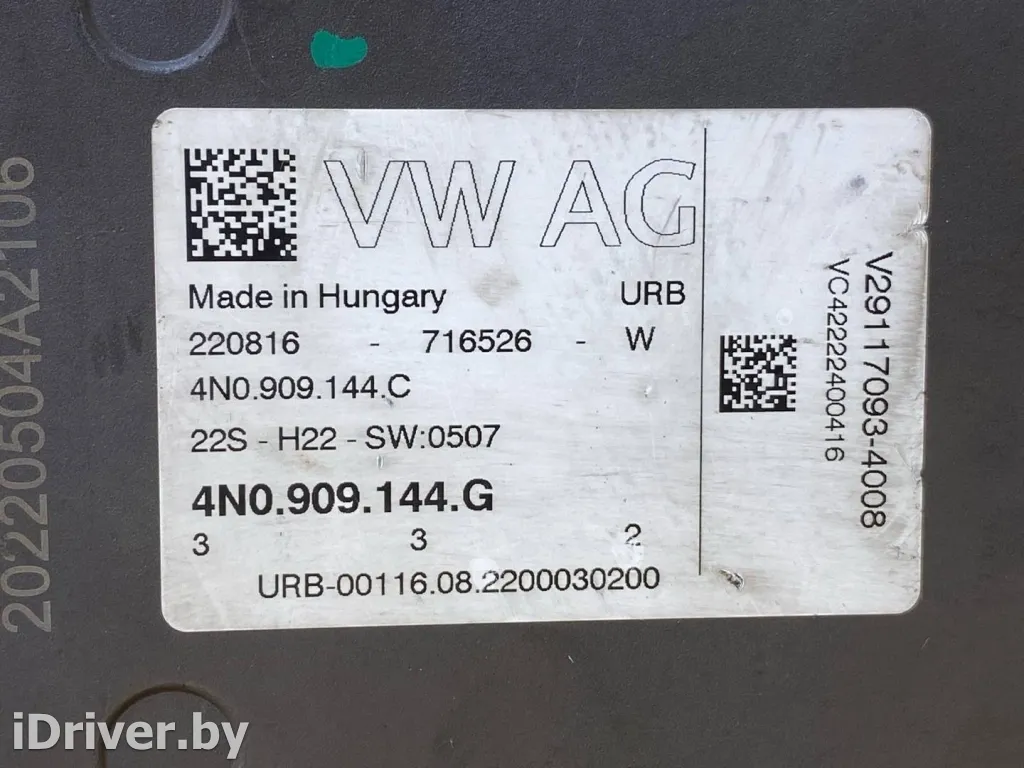 20220504A2106
VW AG
Made in Hungary URB
220816 - 716526 - W
4N0.909.144.C
22S - H22 - SW:0507
4N0.909.144.G
3 3 2
URB-00116.08.2200030200
V29117093-4008
VC42222400416
iDriver.by